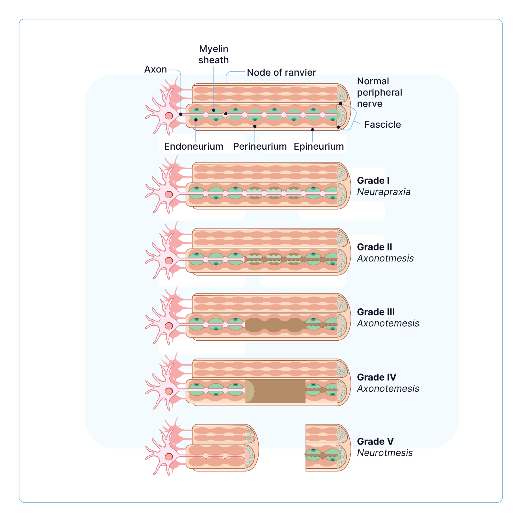 Myelin
sheath
Axon
Node of ranvier
Normal
peripheral
nerve
Fascicle
Endoneurium
Perineurium
Epineurium
Grade I
Neurapraxia
Grade II
Axonotmesis
Grade III
Axonotemesis
Grade IV
Axonotemesis
Grade V
Neurotmesis